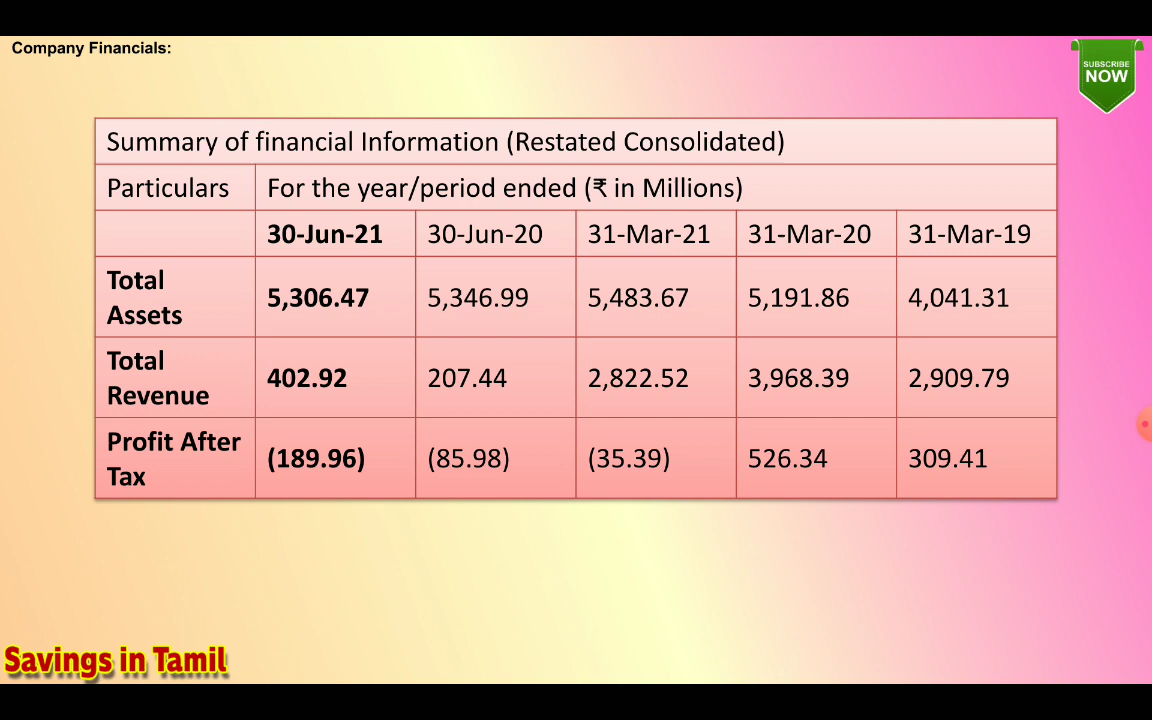 Company Financials:
SUBSCRIBE
NOW
Summary of financial Information (Restated Consolidated)
Particulars For the year/period ended (₹ in Millions)
30-Jun-21 30-Jun-20 31-Mar-21 31-Mar-20 31-Mar-19
Total
Assets 5,306.47 5,346.99 5,483.67 5,191.86 4,041.31
Total
Revenue 402.92 207.44 2,822.52 3,968.39 2,909.79
Profit After
Tax (189.96) (85.98) (35.39) 526.34 309.41
Savings in Tamil